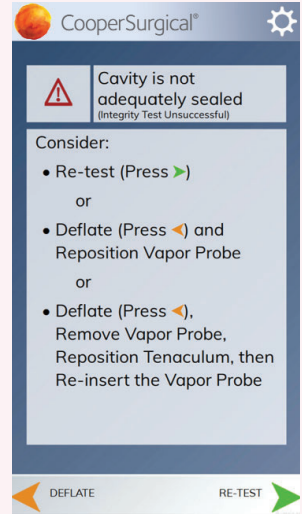 CooperSurgical®
Cavity is not
adequately sealed
(Integrity Test Unsuccessful)
Consider:
• Re-test (Press ➤)
or
• Deflate (Press ⮜) and
Reposition Vapor Probe
or
• Deflate (Press ⮜),
Remove Vapor Probe,
Reposition Tenaculum, then
Re-insert the Vapor Probe
DEFLATE
RE-TEST